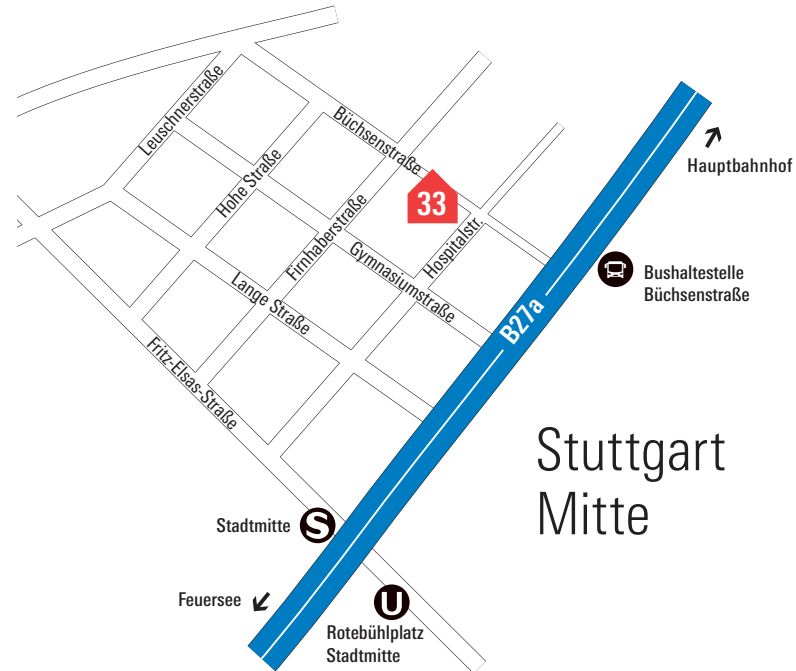 Leuschnerstraße
Büchsenstraße
Hauptbahnhof
Hohe Straße
33
Firnhaberstraße
Hospitalstr.
Gymnasiumstraße
Bushaltestelle
Büchsenstraße
Lange Straße
B27a
Fritz-Elsas-Straße
Stuttgart
Mitte
Stadtmitte
S
Feuersee
U
Rotebühlplatz
Stadtmitte